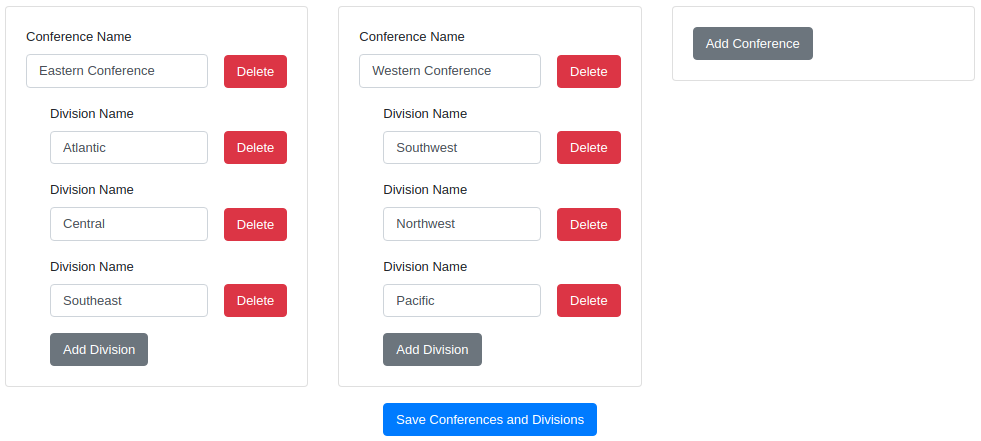 Conference Name
Eastern Conference Delete
Division Name
Atlantic Delete
Division Name
Central Delete
Division Name
Southeast Delete
Add Division
Conference Name
Western Conference Delete
Division Name
Southwest Delete
Division Name
Northwest Delete
Division Name
Pacific Delete
Add Division
Add Conference
Save Conferences and Divisions